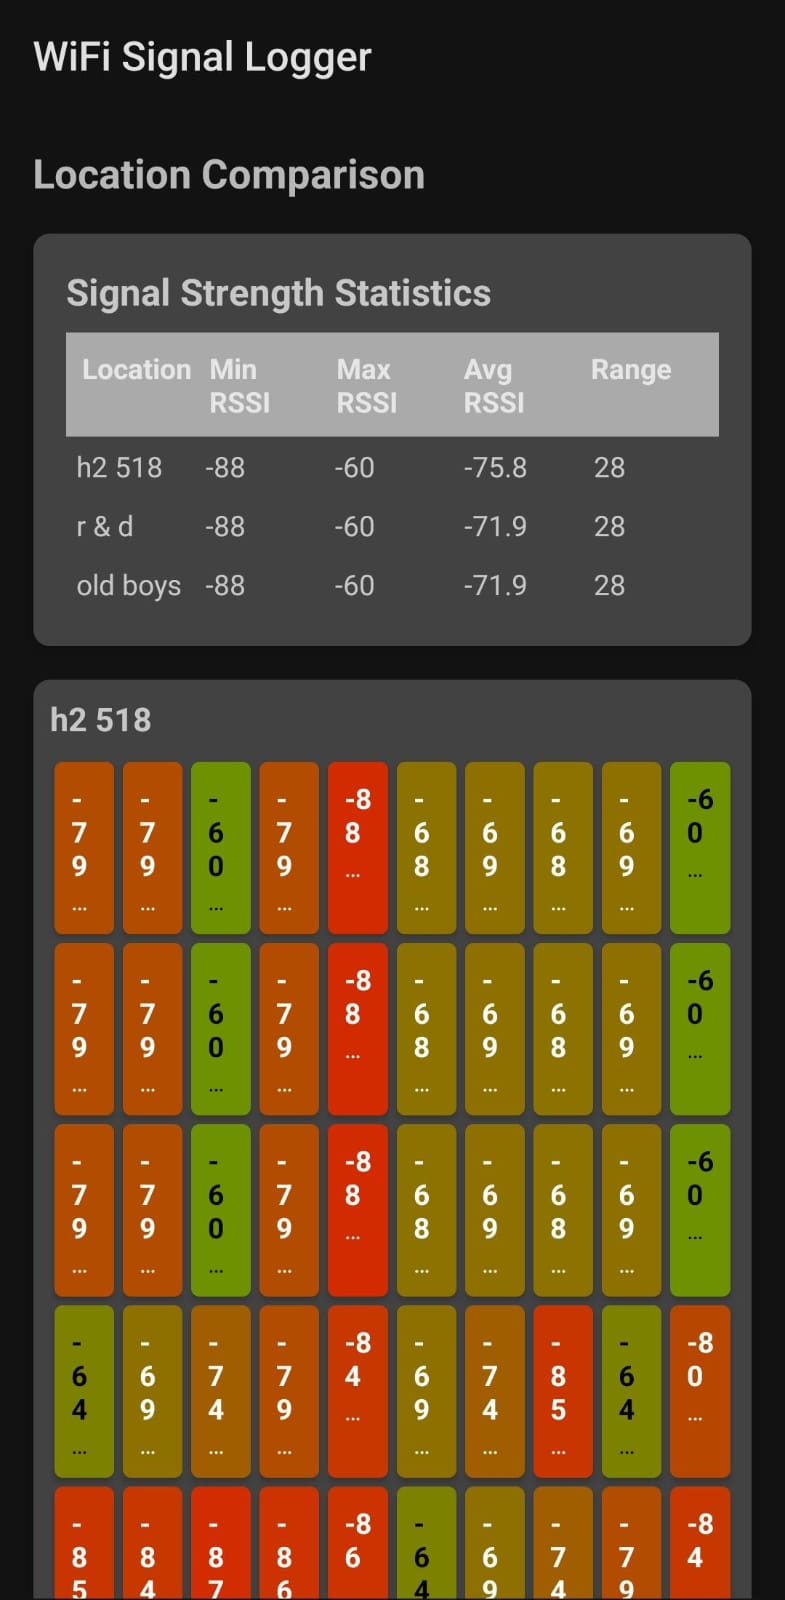 WiFi Signal Logger
Location Comparison
Signal Strength Statistics
Location Min RSSI Max RSSI Avg RSSI Range
h2 518 -88 -60 -75.8 28
r & d -88 -60 -71.9 28
old boys -88 -60 -71.9 28
h2 518
-79... -79... -60... -79... -88... -68... -69... -68... -69... -60...
-79... -79... -60... -79... -88... -68... -69... -68... -69... -60...
-79... -79... -60... -79... -88... -68... -69... -68... -69... -60...
-64... -69... -74... -79... -84... -69... -74... -85... -64... -80...
-85 -84 -87 -86 -86 -64 -69 -74 -79 -84